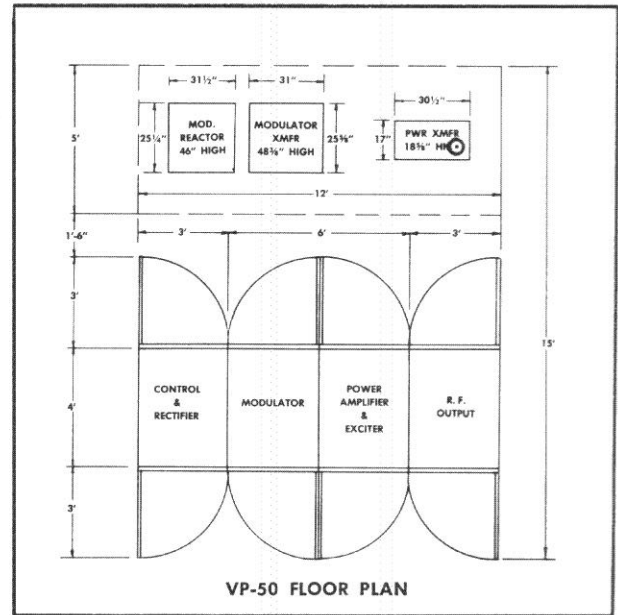 31½"
31"
30½"
5'
25¼"
MOD.
REACTOR
46" HIGH
MODULATOR
XMFR
48⅜" HIGH
25⅜"
17"
PWR XMFR
12'
1'-6"
3'
6'
3'
3'
15'
4'
CONTROL
&
RECTIFIER
MODULATOR
POWER
AMPLIFIER
&
EXCITER
R. F.
OUTPUT
3'
VP-50 FLOOR PLAN